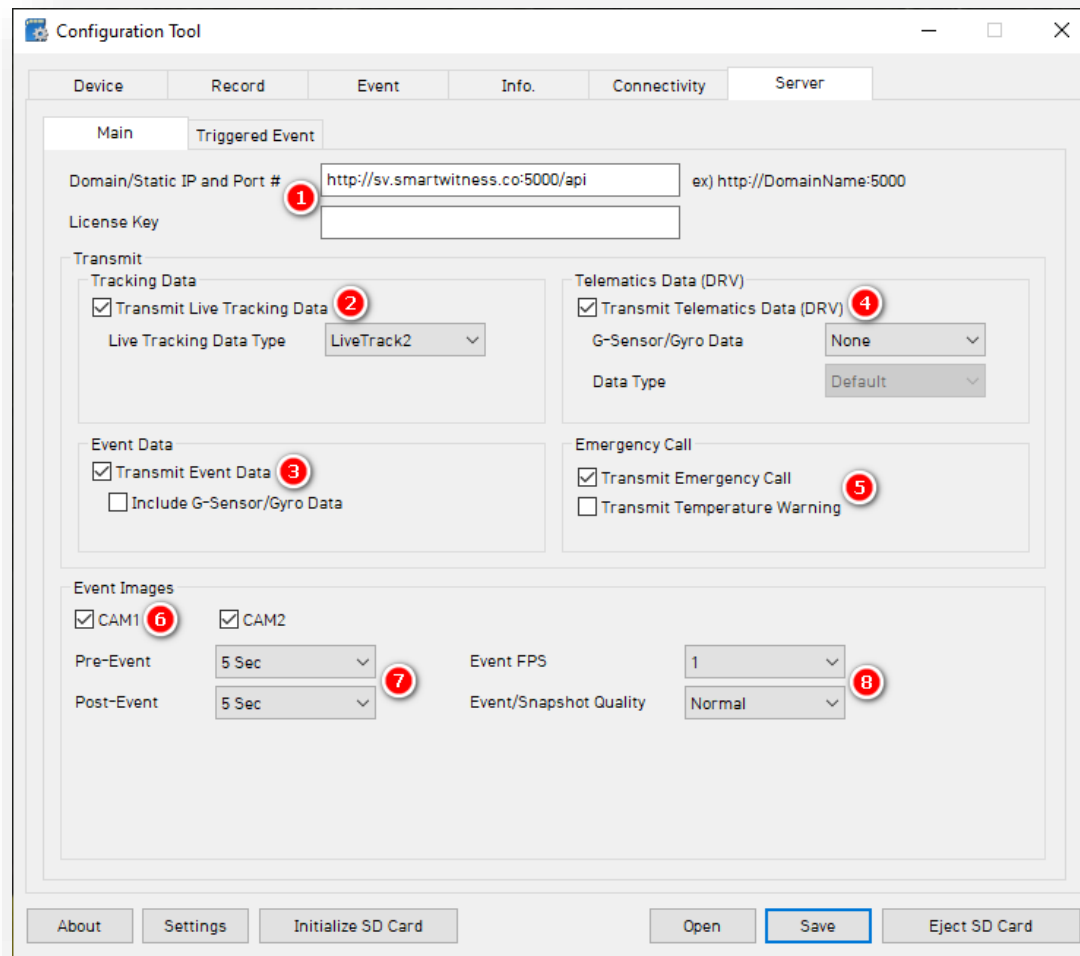 Configuration Tool
Device Record Event Info. Connectivity Server
Main Triggered Event
Domain/Static IP and Port # http://sv.smartwitness.co:5000/api ex) http://DomainName:5000
1
License Key
Transmit
Tracking Data
Transmit Live Tracking Data 2
Live Tracking Data Type LiveTrack2
Telematics Data (DRV)
Transmit Telematics Data (DRV) 4
G-Sensor/Gyro Data None
Data Type Default
Event Data
Transmit Event Data 3
Include G-Sensor/Gyro Data
Emergency Call
Transmit Emergency Call
5
Transmit Temperature Warning
Event Images
CAM1 6 CAM2
Pre-Event 5 Sec Event FPS 1
7 8
Post-Event 5 Sec Event/Snapshot Quality Normal
About Settings Initialize SD Card Open Save Eject SD Card